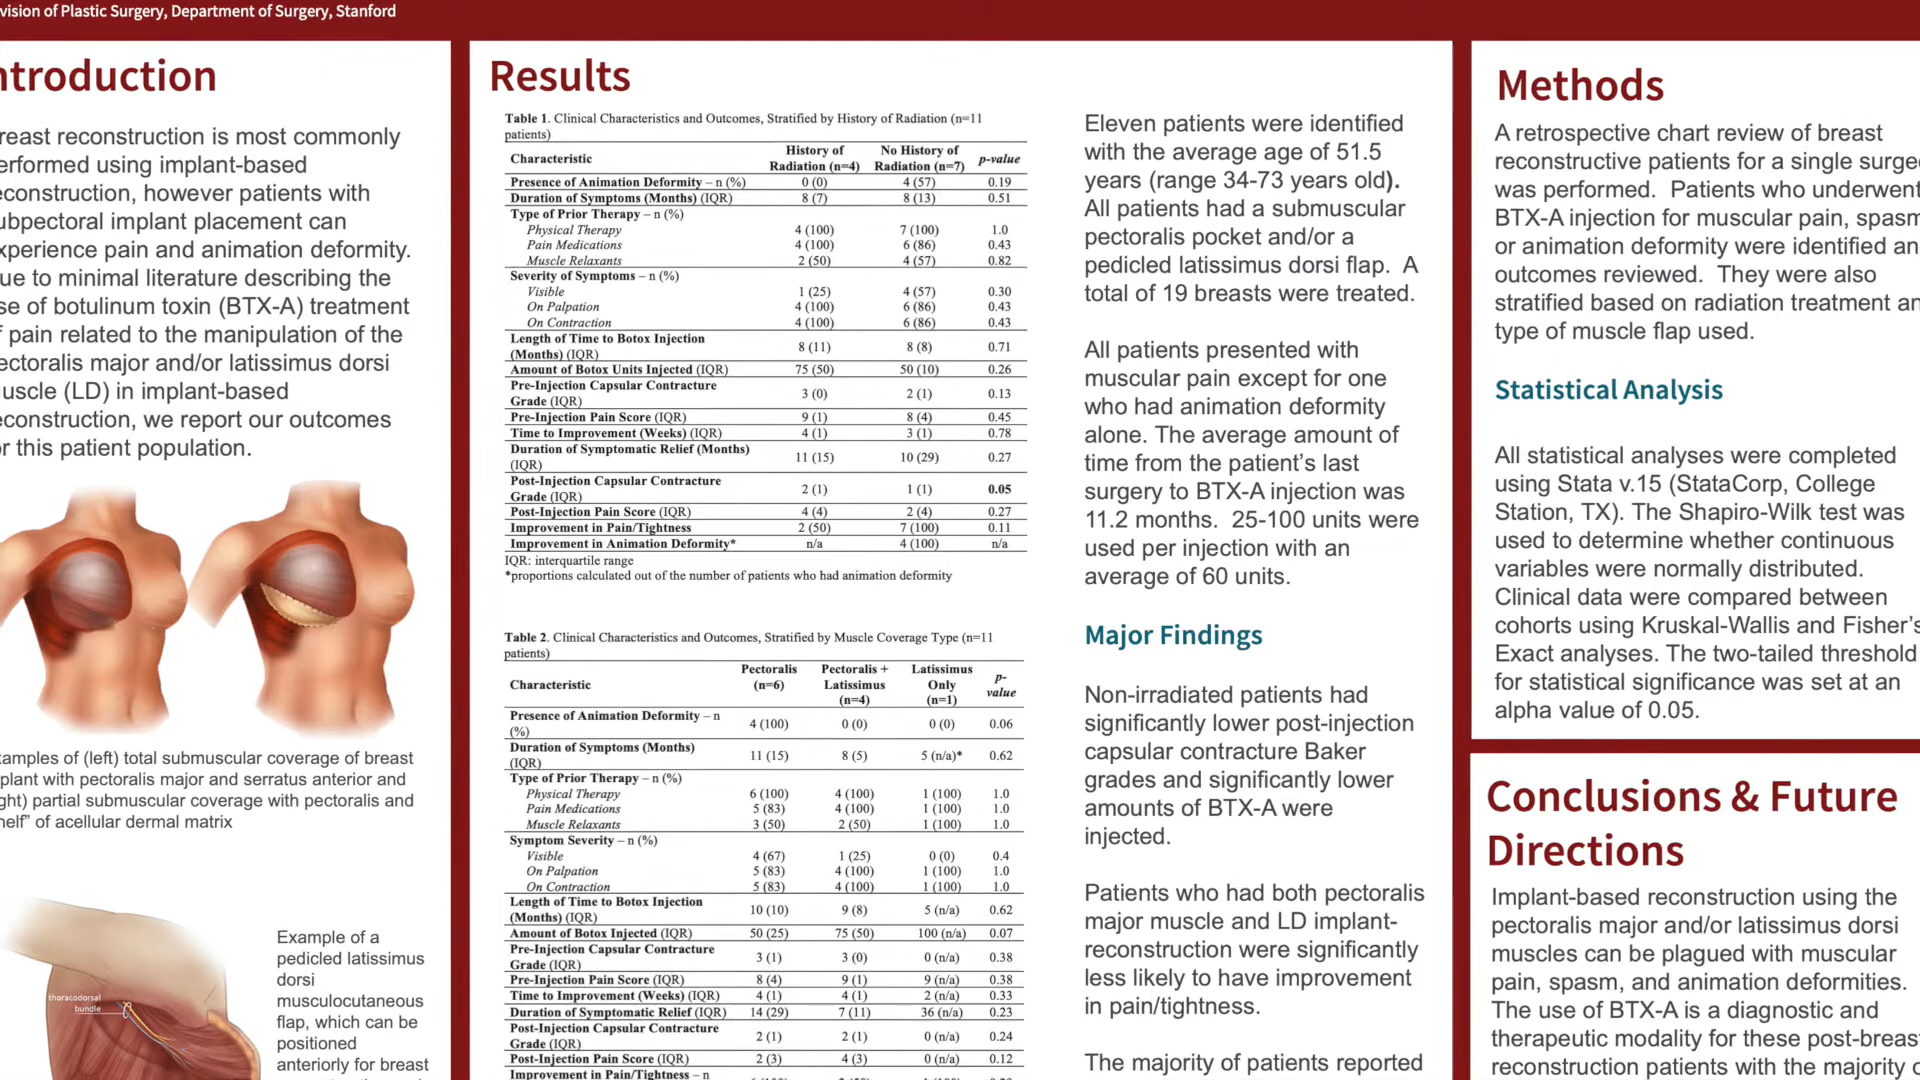 vision of Plastic Surgery, Department of Surgery, Stanford
ntroduction
reast reconstruction is most commonly
erformed using implant-based
econstruction, however patients with
ubpectoral implant placement can
xperience pain and animation deformity.
ue to minimal literature describing the
se of botulinum toxin (BTX-A) treatment
f pain related to the manipulation of the
ectoralis major and/or latissimus dorsi
uscle (LD) in implant-based
econstruction, we report our outcomes
or this patient population.
amples of (left) total submuscular coverage of breast
plant with pectoralis major and serratus anterior and
ght) partial submuscular coverage with pectoralis and
helf" of acellular dermal matrix
thoracodorsal
bundle
Example of a
pedicled latissimus
dorsi
musculocutaneous
flap, which can be
positioned
anteriorly for breast
Results
Table 1. Clinical Characteristics and Outcomes, Stratified by History of Radiation (n=11
patients)
Characteristic History of Radiation (n=4) No History of Radiation (n=7) p-value
Presence of Animation Deformity – n (%) 0 (0) 4 (57) 0.19
Duration of Symptoms (Months) (IQR) 8 (7) 8 (13) 0.51
Type of Prior Therapy – n (%)
Physical Therapy 4 (100) 7 (100) 1.0
Pain Medications 4 (100) 6 (86) 0.43
Muscle Relaxants 2 (50) 4 (57) 0.82
Severity of Symptoms – n (%)
Visible 1 (25) 4 (57) 0.30
On Palpation 4 (100) 6 (86) 0.43
On Contraction 4 (100) 6 (86) 0.43
Length of Time to Botox Injection
(Months) (IQR) 8 (11) 8 (8) 0.71
Amount of Botox Units Injected (IQR) 75 (50) 50 (10) 0.26
Pre-Injection Capsular Contracture
Grade (IQR) 3 (0) 2 (1) 0.13
Pre-Injection Pain Score (IQR) 9 (1) 8 (4) 0.45
Time to Improvement (Weeks) (IQR) 4 (1) 3 (1) 0.78
Duration of Symptomatic Relief (Months)
(IQR) 11 (15) 10 (29) 0.27
Post-Injection Capsular Contracture
Grade (IQR) 2 (1) 1 (1) 0.05
Post-Injection Pain Score (IQR) 4 (4) 2 (4) 0.27
Improvement in Pain/Tightness 2 (50) 7 (100) 0.11
Improvement in Animation Deformity* n/a 4 (100) n/a
IQR: interquartile range
*proportions calculated out of the number of patients who had animation deformity
Table 2. Clinical Characteristics and Outcomes, Stratified by Muscle Coverage Type (n=11
patients)
Characteristic Pectoralis (n=6) Pectoralis + Latissimus (n=4) Latissimus Only (n=1) p-value
Presence of Animation Deformity – n
(%) 4 (100) 0 (0) 0 (0) 0.06
Duration of Symptoms (Months)
(IQR) 11 (15) 8 (5) 5 (n/a)* 0.62
Type of Prior Therapy – n (%)
Physical Therapy 6 (100) 4 (100) 1 (100) 1.0
Pain Medications 5 (83) 4 (100) 1 (100) 1.0
Muscle Relaxants 3 (50) 2 (50) 1 (100) 1.0
Symptom Severity – n (%)
Visible 4 (67) 1 (25) 0 (0) 0.4
On Palpation 5 (83) 4 (100) 1 (100) 1.0
On Contraction 5 (83) 4 (100) 1 (100) 1.0
Length of Time to Botox Injection
(Months) (IQR) 10 (10) 9 (8) 5 (n/a) 0.62
Amount of Botox Injected (IQR) 50 (25) 75 (50) 100 (n/a) 0.07
Pre-Injection Capsular Contracture
Grade (IQR) 3 (1) 3 (0) 0 (n/a) 0.38
Pre-Injection Pain Score (IQR) 8 (4) 9 (1) 9 (n/a) 0.38
Time to Improvement (Weeks) (IQR) 4 (1) 4 (1) 2 (n/a) 0.33
Duration of Symptomatic Relief (IQR) 14 (29) 7 (11) 36 (n/a) 0.23
Post-Injection Capsular Contracture
Grade (IQR) 2 (1) 2 (1) 0 (n/a) 0.24
Post-Injection Pain Score (IQR) 2 (3) 4 (3) 0 (n/a) 0.12
Improvement in Pain/Tightness – n
Eleven patients were identified
with the average age of 51.5
years (range 34-73 years old).
All patients had a submuscular
pectoralis pocket and/or a
pedicled latissimus dorsi flap. A
total of 19 breasts were treated.
All patients presented with
muscular pain except for one
who had animation deformity
alone. The average amount of
time from the patient's last
surgery to BTX-A injection was
11.2 months. 25-100 units were
used per injection with an
average of 60 units.
Major Findings
Non-irradiated patients had
significantly lower post-injection
capsular contracture Baker
grades and significantly lower
amounts of BTX-A were
injected.
Patients who had both pectoralis
major muscle and LD implant-
reconstruction were significantly
less likely to have improvement
in pain/tightness.
The majority of patients reported
Methods
A retrospective chart review of breast
reconstructive patients for a single surge
was performed. Patients who underwent
BTX-A injection for muscular pain, spasm
or animation deformity were identified an
outcomes reviewed. They were also
stratified based on radiation treatment an
type of muscle flap used.
Statistical Analysis
All statistical analyses were completed
using Stata v.15 (StataCorp, College
Station, TX). The Shapiro-Wilk test was
used to determine whether continuous
variables were normally distributed.
Clinical data were compared between
cohorts using Kruskal-Wallis and Fisher's
Exact analyses. The two-tailed threshold
for statistical significance was set at an
alpha value of 0.05.
Conclusions & Future
Directions
Implant-based reconstruction using the
pectoralis major and/or latissimus dorsi
muscles can be plagued with muscular
pain, spasm, and animation deformities.
The use of BTX-A is a diagnostic and
therapeutic modality for these post-breast
reconstruction patients with the majority o